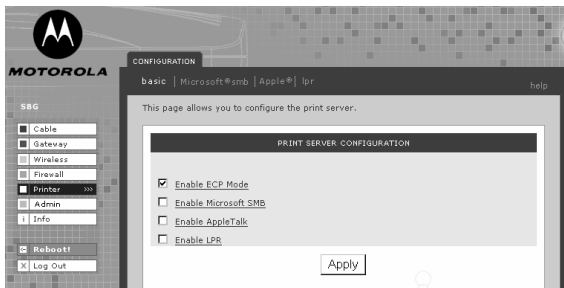 MOTOROLA
CONFIGURATION
basic | Microsoft®smb | Apple® | lpr
help
SBG
Cable
Gateway
Wireless
Firewall
Printer >>>
Admin
i Info
Reboot!
X Log Out
This page allows you to configure the print server.
PRINT SERVER CONFIGURATION
Enable ECP Mode
Enable Microsoft SMB
Enable AppleTalk
Enable LPR
Apply